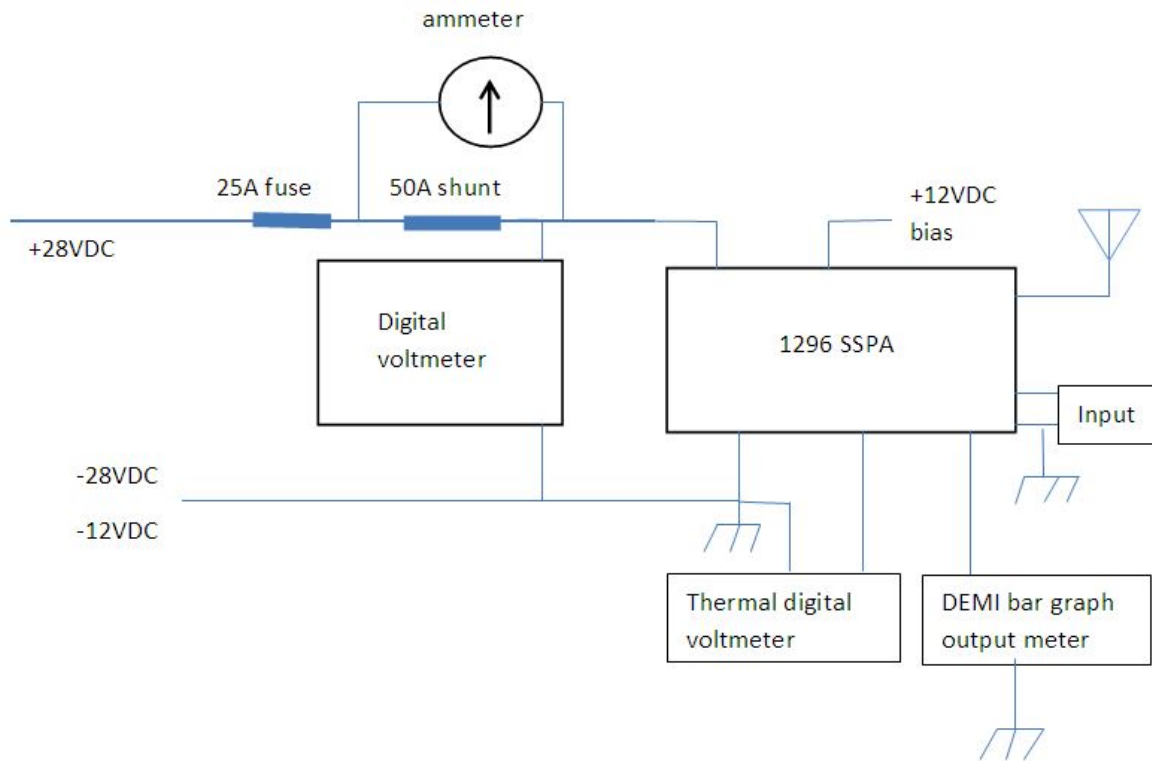 ammeter
25A fuse
50A shunt
+28VDC
+12VDC
bias
Digital
voltmeter
1296 SSPA
Input
-28VDC
-12VDC
Thermal digital
voltmeter
DEMI bar graph
output meter